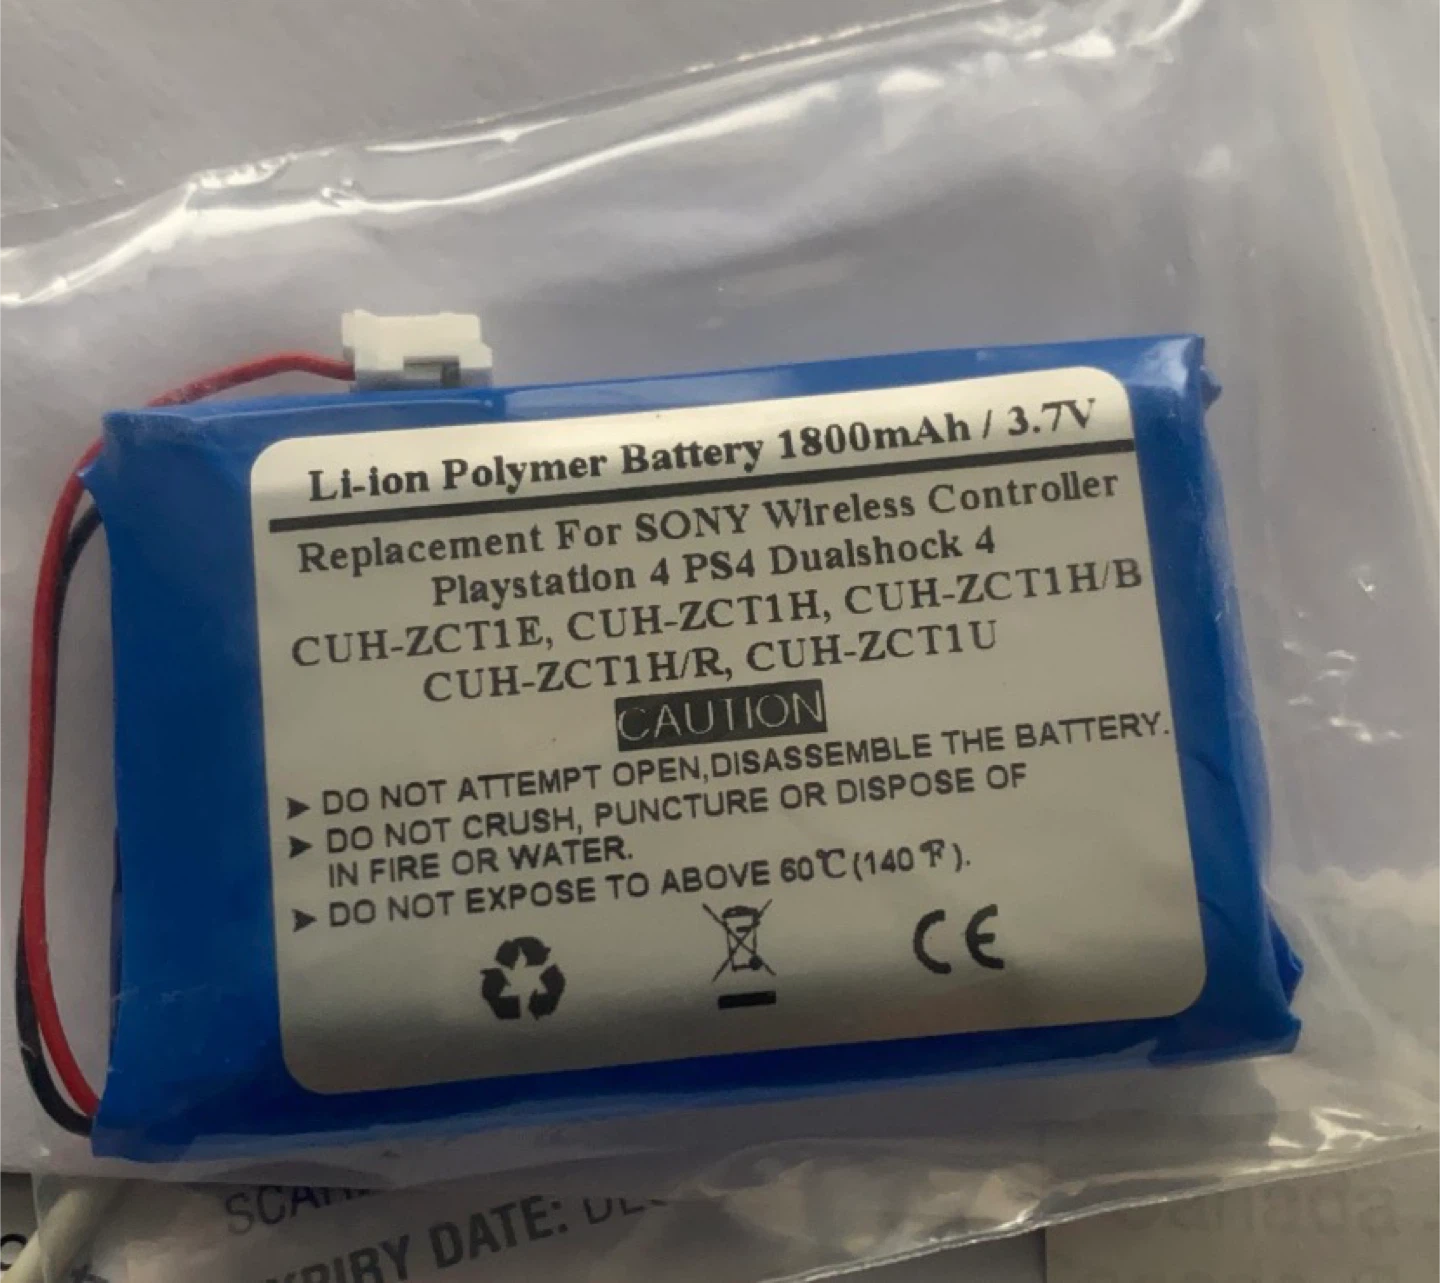 Li-ion Polymer Battery 1800mAh / 3.7V
Replacement For SONY Wireless Controller
Playstation 4 PS4 Dualshock 4
CUH-ZCT1E, CUH-ZCT1H, CUH-ZCT1H/B
CUH-ZCT1H/R, CUH-ZCT1U
CAUTION
➤ DO NOT ATTEMPT OPEN,DISASSEMBLE THE BATTERY.
➤ DO NOT CRUSH, PUNCTURE OR DISPOSE OF
IN FIRE OR WATER.
➤ DO NOT EXPOSE TO ABOVE 60℃(140℉).
CE
DATE: